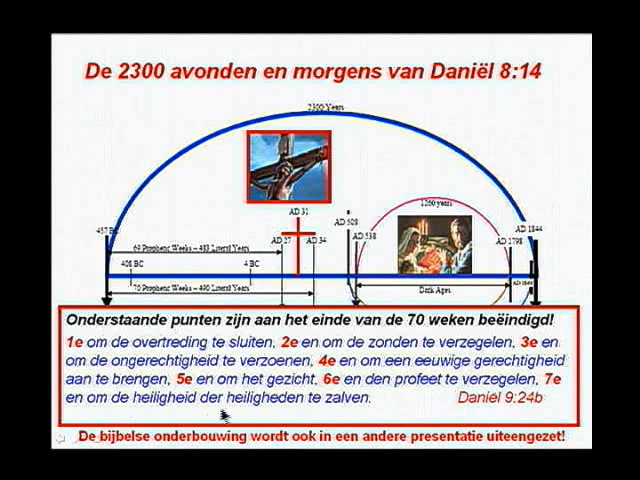 De 2300 avonden en morgens van Daniël 8:14
2300 Years
1260 years
AD 31
AD 508
457 BC
AD 27
AD 34
AD 538
AD 1798
AD 1844
69 Prophetic Weeks – 483 Literal Years
408 BC
4 BC
70 Prophetic Weeks – 490 Literal Years
Dark Ages
Onderstaande punten zijn aan het einde van de 70 weken beëindigd!
1e om de overtreding te sluiten, 2e en om de zonden te verzegelen, 3e en
om de ongerechtigheid te verzoenen, 4e en om een eeuwige gerechtigheid
aan te brengen, 5e en om het gezicht, 6e en den profeet te verzegelen, 7e
en om de heiligheid der heiligheden te zalven. Daniël 9:24b
De bijbelse onderbouwing wordt ook in een andere presentatie uiteengezet!